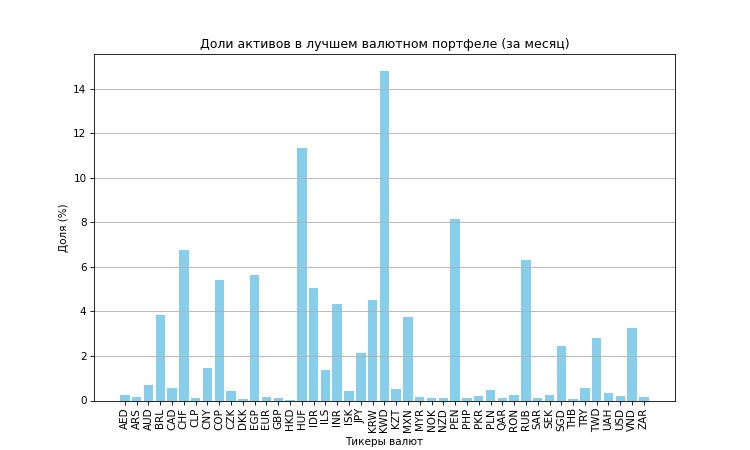 Доли активов в лучшем валютном портфеле (за месяц)
Доля (%)
14
12
10
8
6
4
2
0
AED ARS AUD BRL CAD CHF CLP CNY COP CZK DKK EGP EUR GBP HKD HUF IDR ILS INR ISK JPY KRW KWD KZT MXN MYR NOK NZD PEN PHP PKR PLN QAR RON RUB SAR SEK SGD THB TRY TWD UAH USD VND ZAR
Тикеры валют